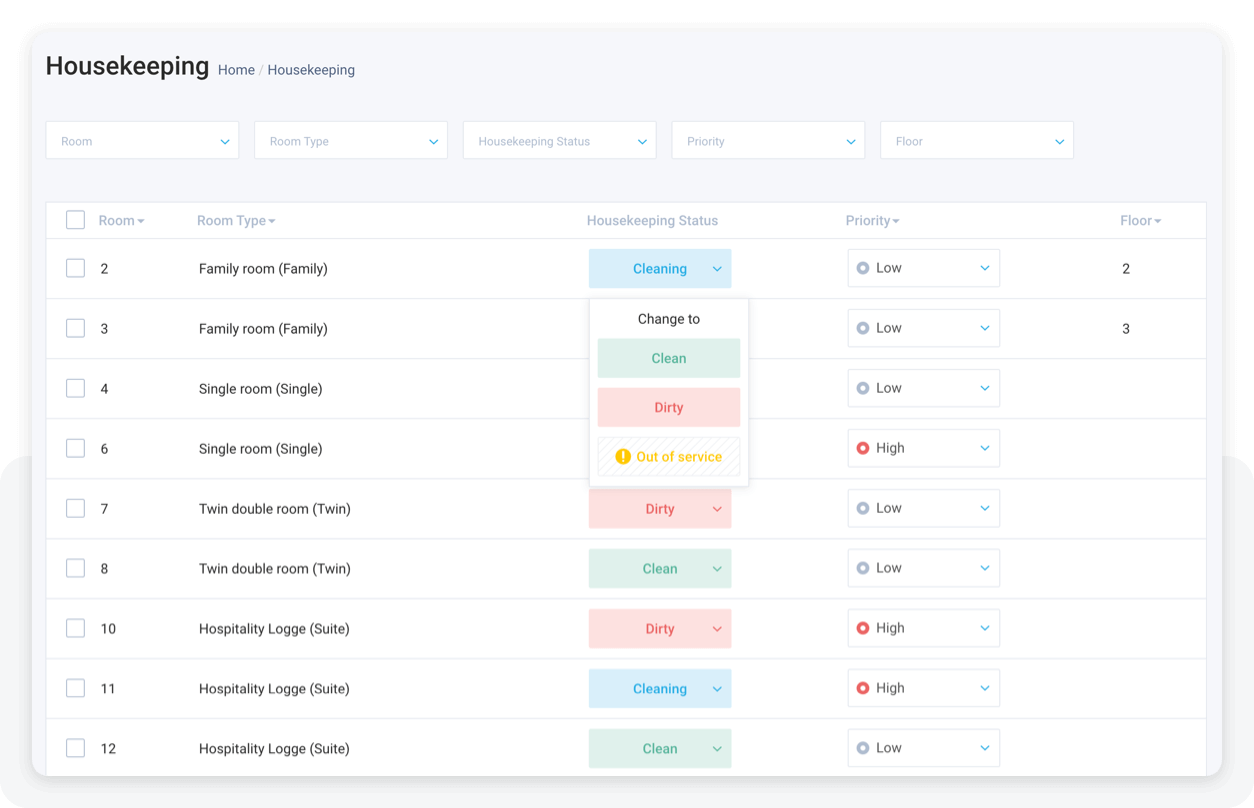 Housekeeping Home / Housekeeping
Room Room Type Housekeeping Status Priority Floor
Room Room Type Housekeeping Status Priority Floor
2 Family room (Family) Cleaning Low 2
Change to
3 Family room (Family) Low 3
Clean
4 Single room (Single) Low
Dirty
6 Single room (Single) High
Out of service
7 Twin double room (Twin) Dirty Low
8 Twin double room (Twin) Clean Low
10 Hospitality Logge (Suite) Dirty High
11 Hospitality Logge (Suite) Cleaning High
12 Hospitality Logge (Suite) Clean Low